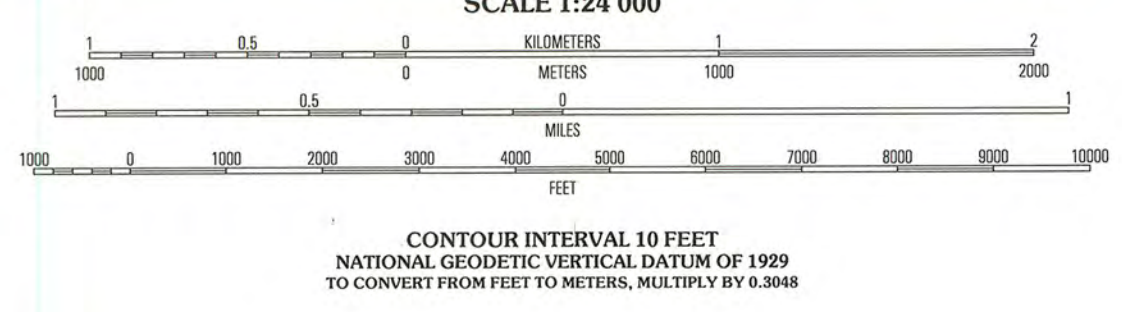 SCALE 1:24 000
1 0.5 0 KILOMETERS 1 2
1000 0 METERS 1000 2000
1 0.5 0 1
MILES
1000 0 1000 2000 3000 4000 5000 6000 7000 8000 9000 10000
FEET
CONTOUR INTERVAL 10 FEET
NATIONAL GEODETIC VERTICAL DATUM OF 1929
TO CONVERT FROM FEET TO METERS, MULTIPLY BY 0.3048